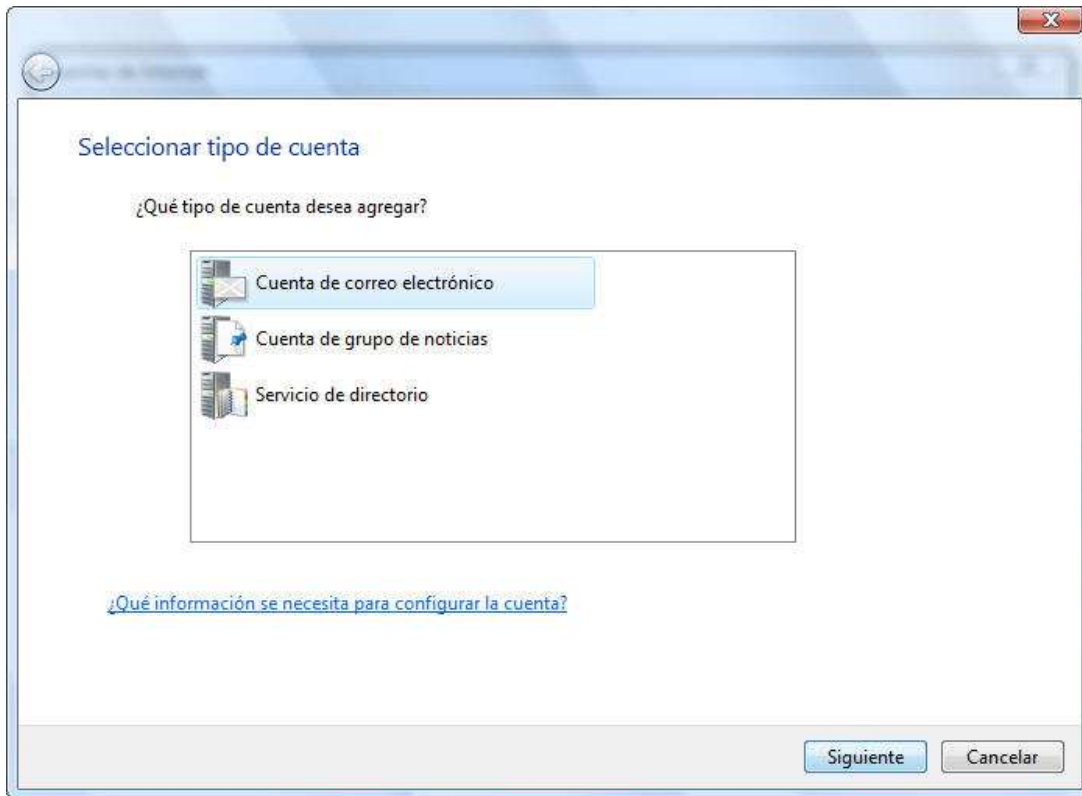 Seleccionar tipo de cuenta
¿Qué tipo de cuenta desea agregar?
Cuenta de correo electrónico
Cuenta de grupo de noticias
Servicio de directorio
¿Qué información se necesita para configurar la cuenta?
Siguiente
Cancelar